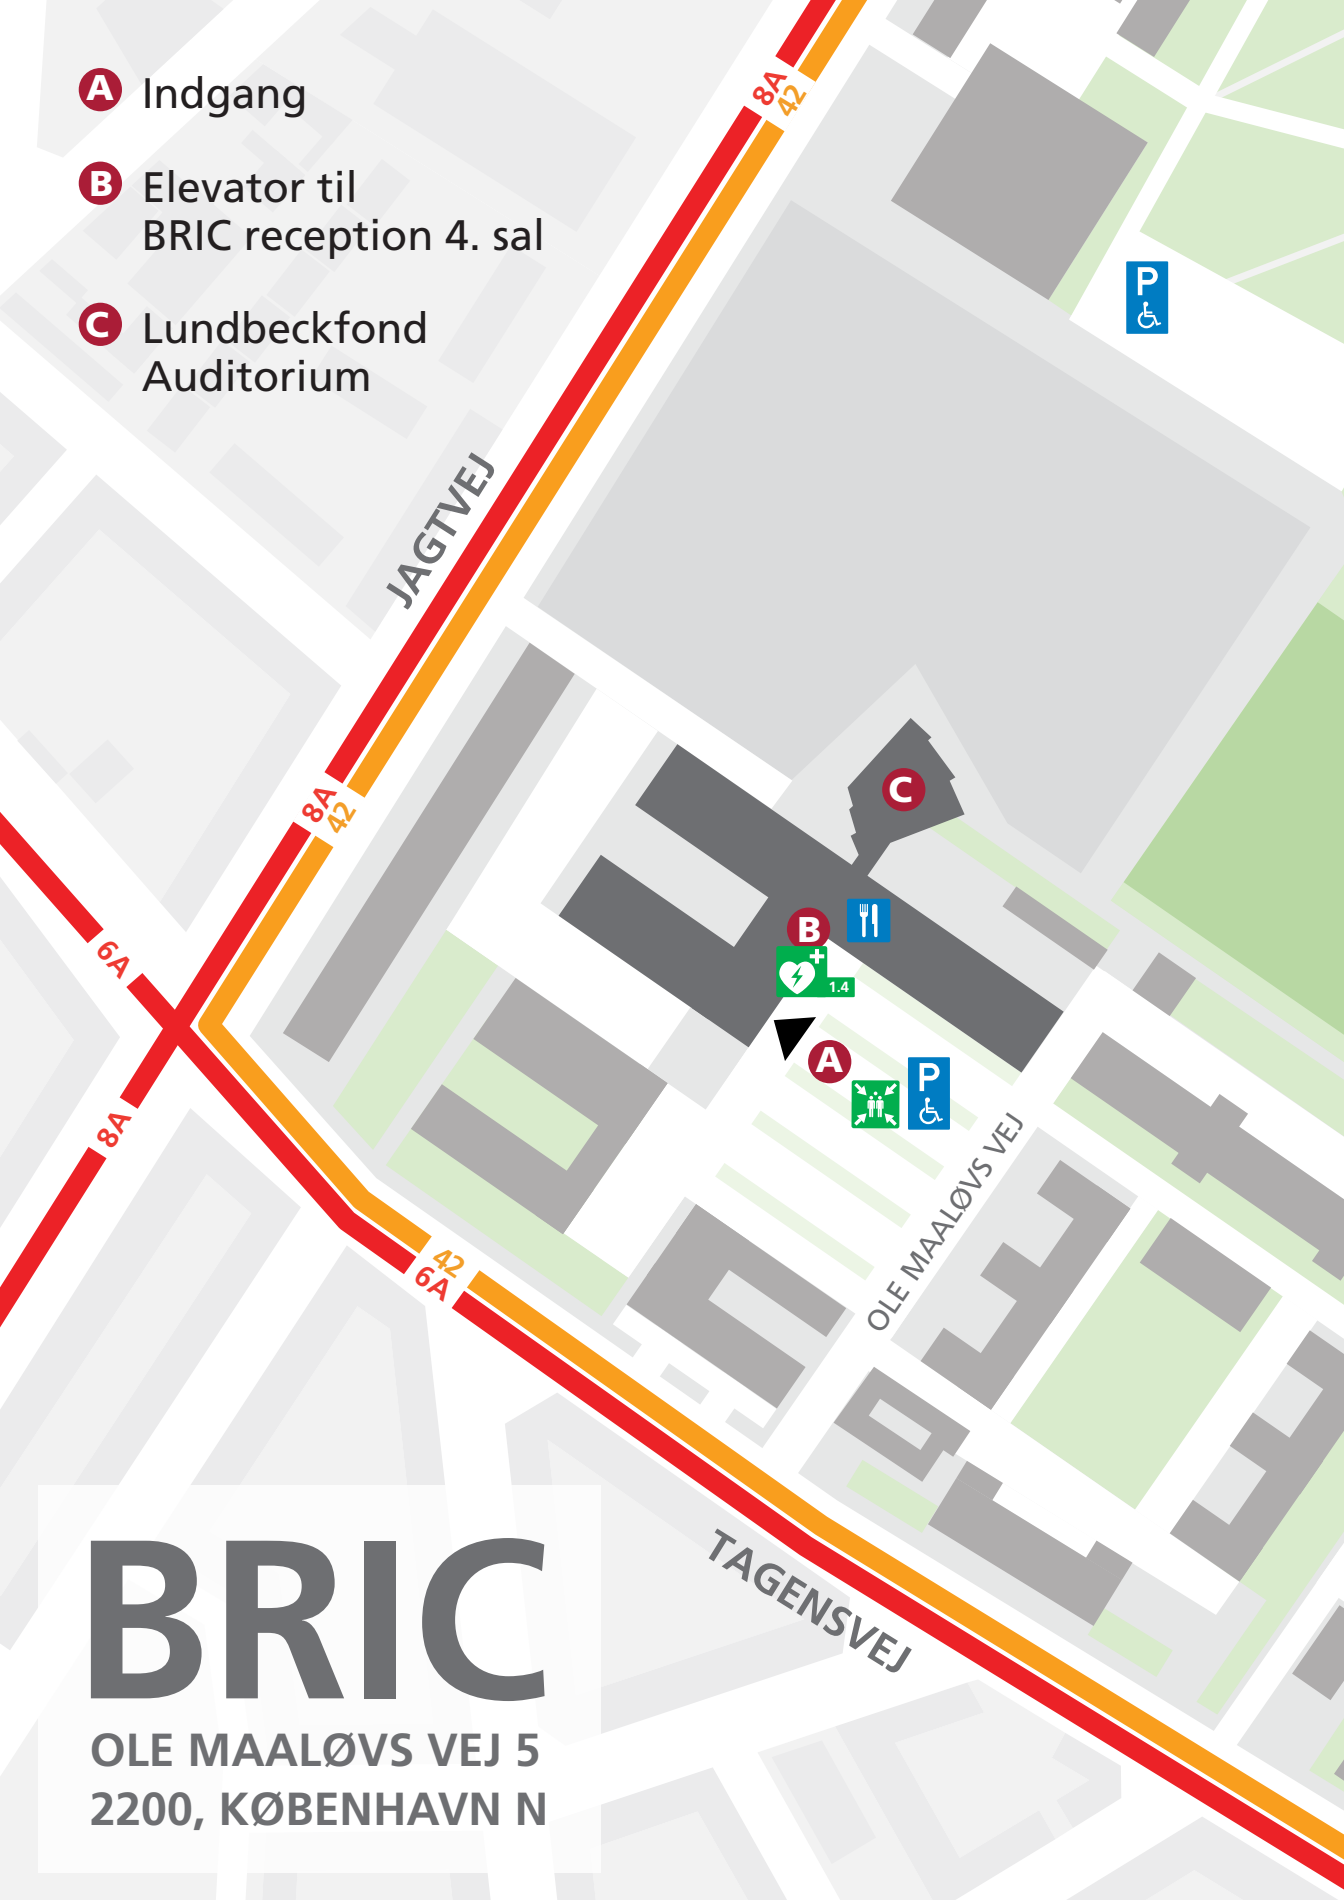 A Indgang
B Elevator til
BRIC reception 4. sal
C Lundbeckfond
Auditorium
8A
42
P
JAGTVEJ
C
8A
42
B
6A
1.4
A
P
8A
OLE MAALØVS VEJ
42
6A
TAGENSVEJ
BRIC
OLE MAALØVS VEJ 5
2200, KØBENHAVN N